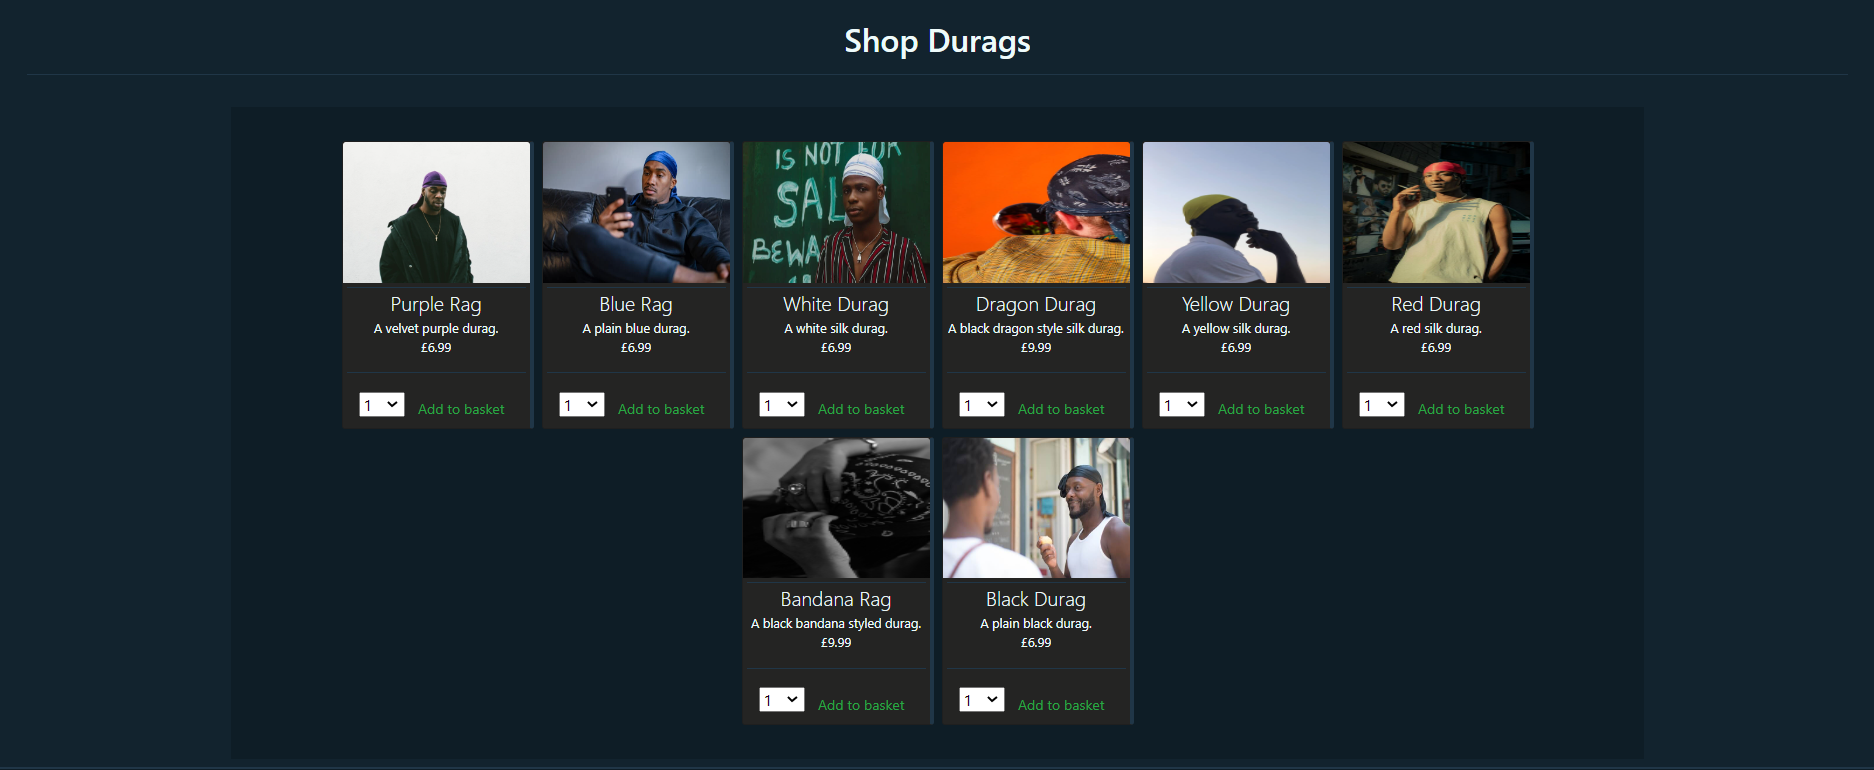 Shop Durags
IS NOT FOR
SAL
BEWA
Purple Rag
A velvet purple durag.
£6.99
1
Add to basket
Blue Rag
A plain blue durag.
£6.99
1
Add to basket
White Durag
A white silk durag.
£6.99
1
Add to basket
Dragon Durag
A black dragon style silk durag.
£9.99
1
Add to basket
Yellow Durag
A yellow silk durag.
£6.99
1
Add to basket
Red Durag
A red silk durag.
£6.99
1
Add to basket
Bandana Rag
A black bandana styled durag.
£9.99
1
Add to basket
Black Durag
A plain black durag.
£6.99
1
Add to basket